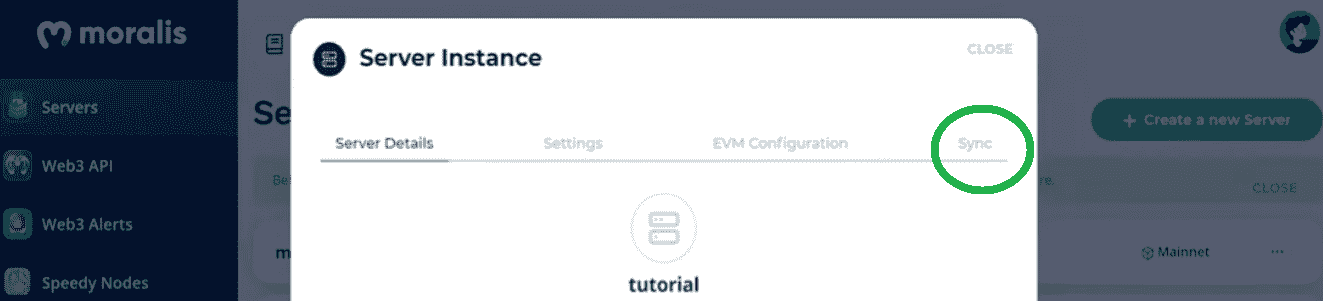 moralis
Server Instance
CLOSE
Servers
Se
+ Create a new Server
Server Details
Settings
EVM Configuration
Sync
Web3 API
Be
re.
CLOSE
Web3 Alerts
m
Mainnet
...
Speedy Nodes
tutorial